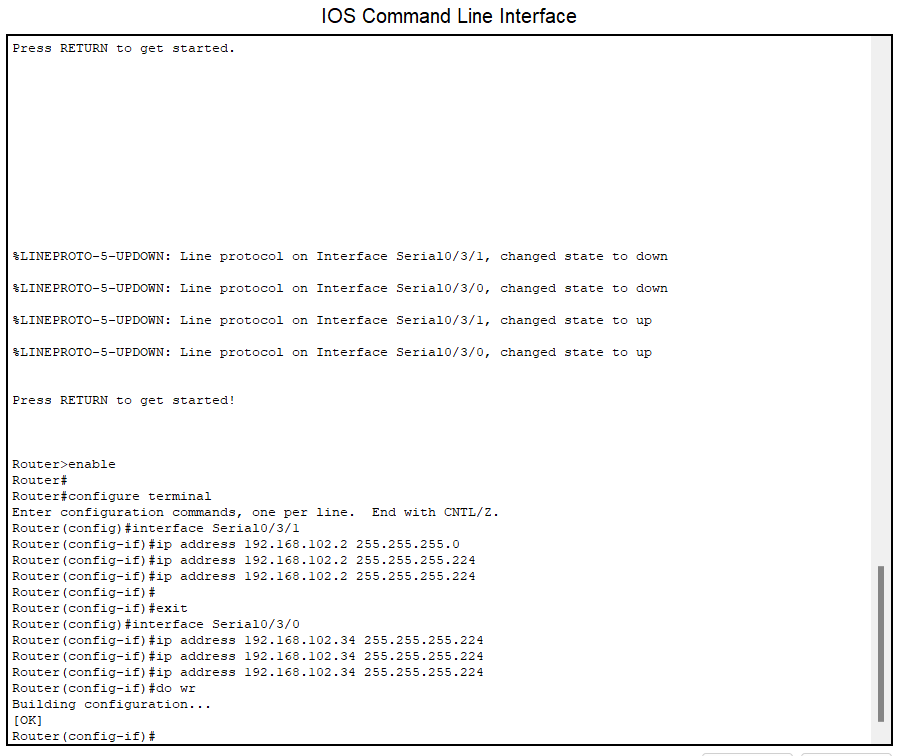 IOS Command Line Interface
Press RETURN to get started.
%LINEPROTO-5-UPDOWN: Line protocol on Interface Serial0/3/1, changed state to down
%LINEPROTO-5-UPDOWN: Line protocol on Interface Serial0/3/0, changed state to down
%LINEPROTO-5-UPDOWN: Line protocol on Interface Serial0/3/1, changed state to up
%LINEPROTO-5-UPDOWN: Line protocol on Interface Serial0/3/0, changed state to up
Press RETURN to get started!
Router>enable
Router#
Router#configure terminal
Enter configuration commands, one per line.  End with CNTL/Z.
Router(config)#interface Serial0/3/1
Router(config-if)#ip address 192.168.102.2 255.255.255.0
Router(config-if)#ip address 192.168.102.2 255.255.255.224
Router(config-if)#ip address 192.168.102.2 255.255.255.224
Router(config-if)#
Router(config-if)#exit
Router(config)#interface Serial0/3/0
Router(config-if)#ip address 192.168.102.34 255.255.255.224
Router(config-if)#ip address 192.168.102.34 255.255.255.224
Router(config-if)#ip address 192.168.102.34 255.255.255.224
Router(config-if)#do wr
Building configuration...
[OK]
Router(config-if)#